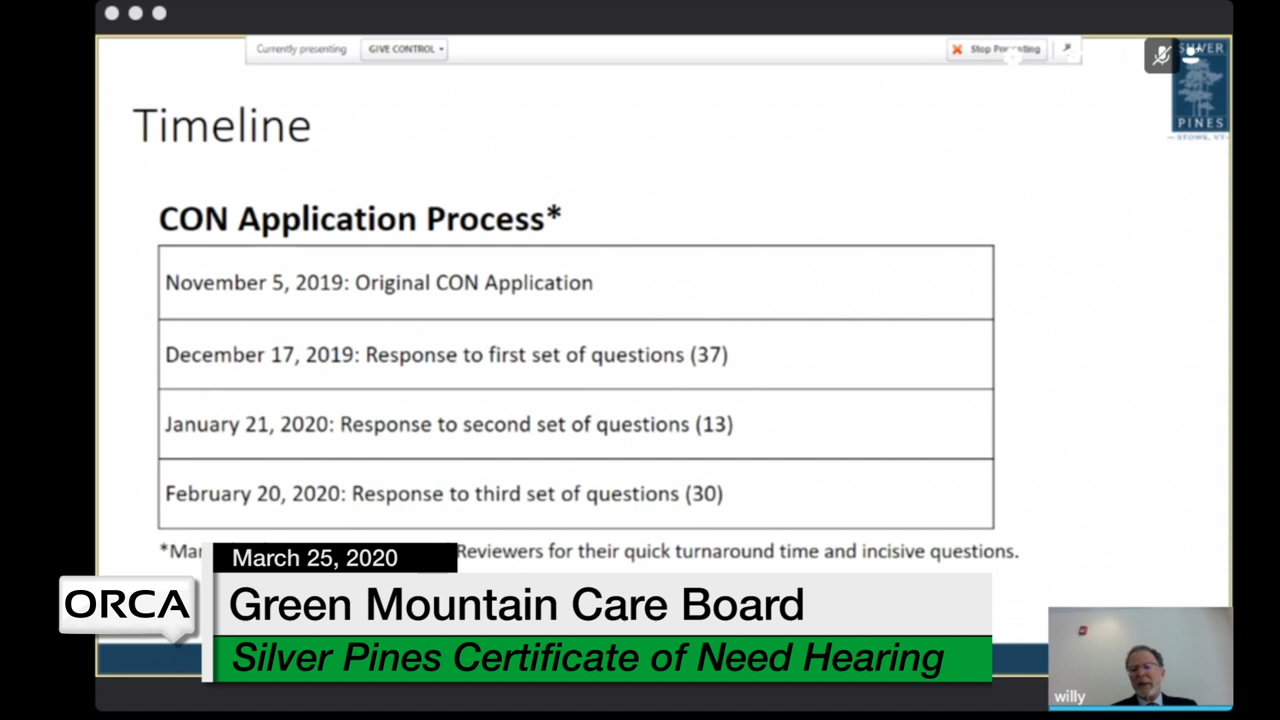 Currently presenting GIVE CONTROL Stop Presenting
SILVER
PINES
STOWE, VT
Timeline
CON Application Process*
November 5, 2019: Original CON Application
December 17, 2019: Response to first set of questions (37)
January 21, 2020: Response to second set of questions (13)
February 20, 2020: Response to third set of questions (30)
Reviewers for their quick turnaround time and incisive questions.
March 25, 2020
ORCA
Green Mountain Care Board
Silver Pines Certificate of Need Hearing
willy